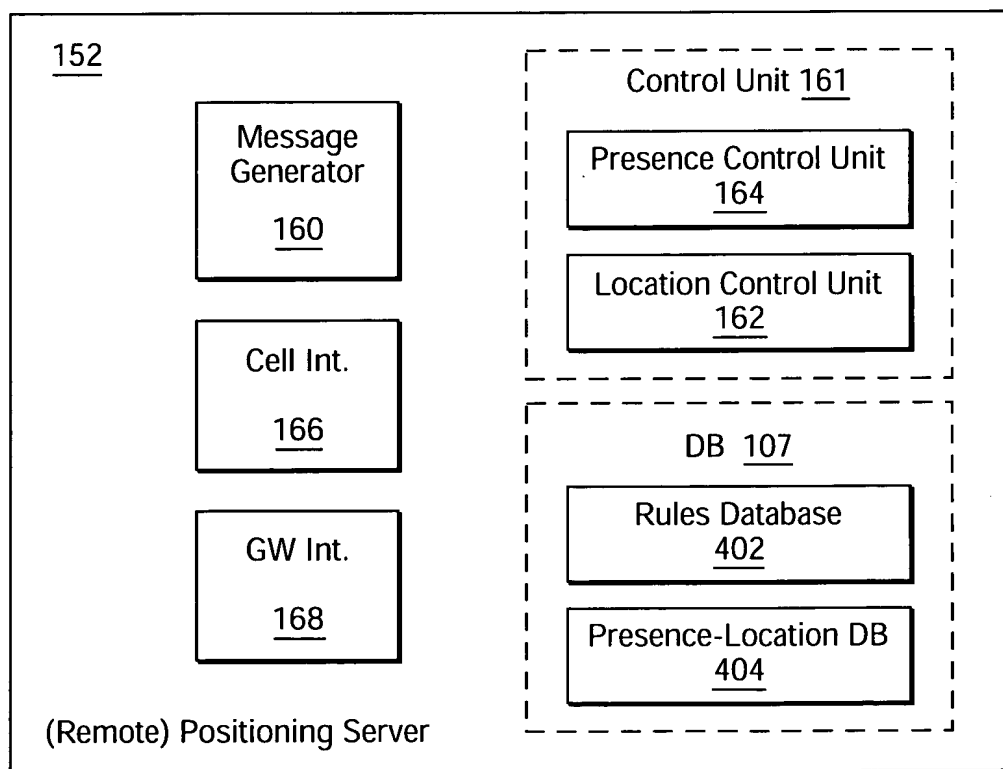 152
Message
Generator
160
Cell Int.
166
GW Int.
168
(Remote) Positioning Server
Control Unit 161
Presence Control Unit
164
Location Control Unit
162
DB 107
Rules Database
402
Presence-Location DB
404